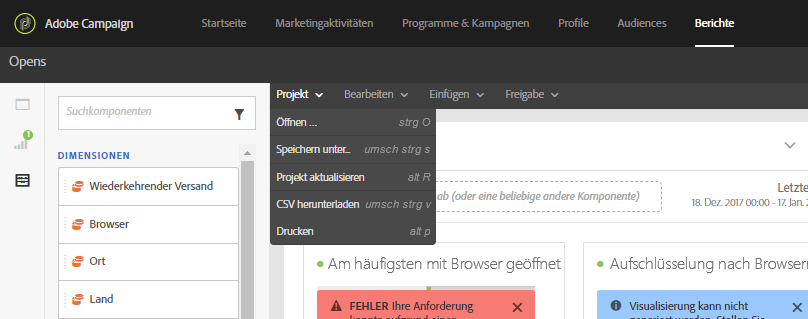 Adobe Campaign Startseite Marketingaktivitäten Programme & Kampagnen Profile Audiences Berichte
Opens
Projekt Bearbeiten Einfügen Freigabe
Suchkomponenten
1
DIMENSIONEN
Wiederkehrender Versand
Browser
Ort
Land
Öffnen ... strg O
Speichern unter... umsch strg s
Projekt aktualisieren alt R
CSV herunterladen umsch strg v
Drucken alt p
ab (oder eine beliebige andere Komponente)
Letzte
18. Dez. 2017 00:00 - 17. Jan. 2
Am häufigsten mit Browser geöffnet
Aufschlüsselung nach Browsern
FEHLER Ihre Anforderung
Visualisierung kann nicht